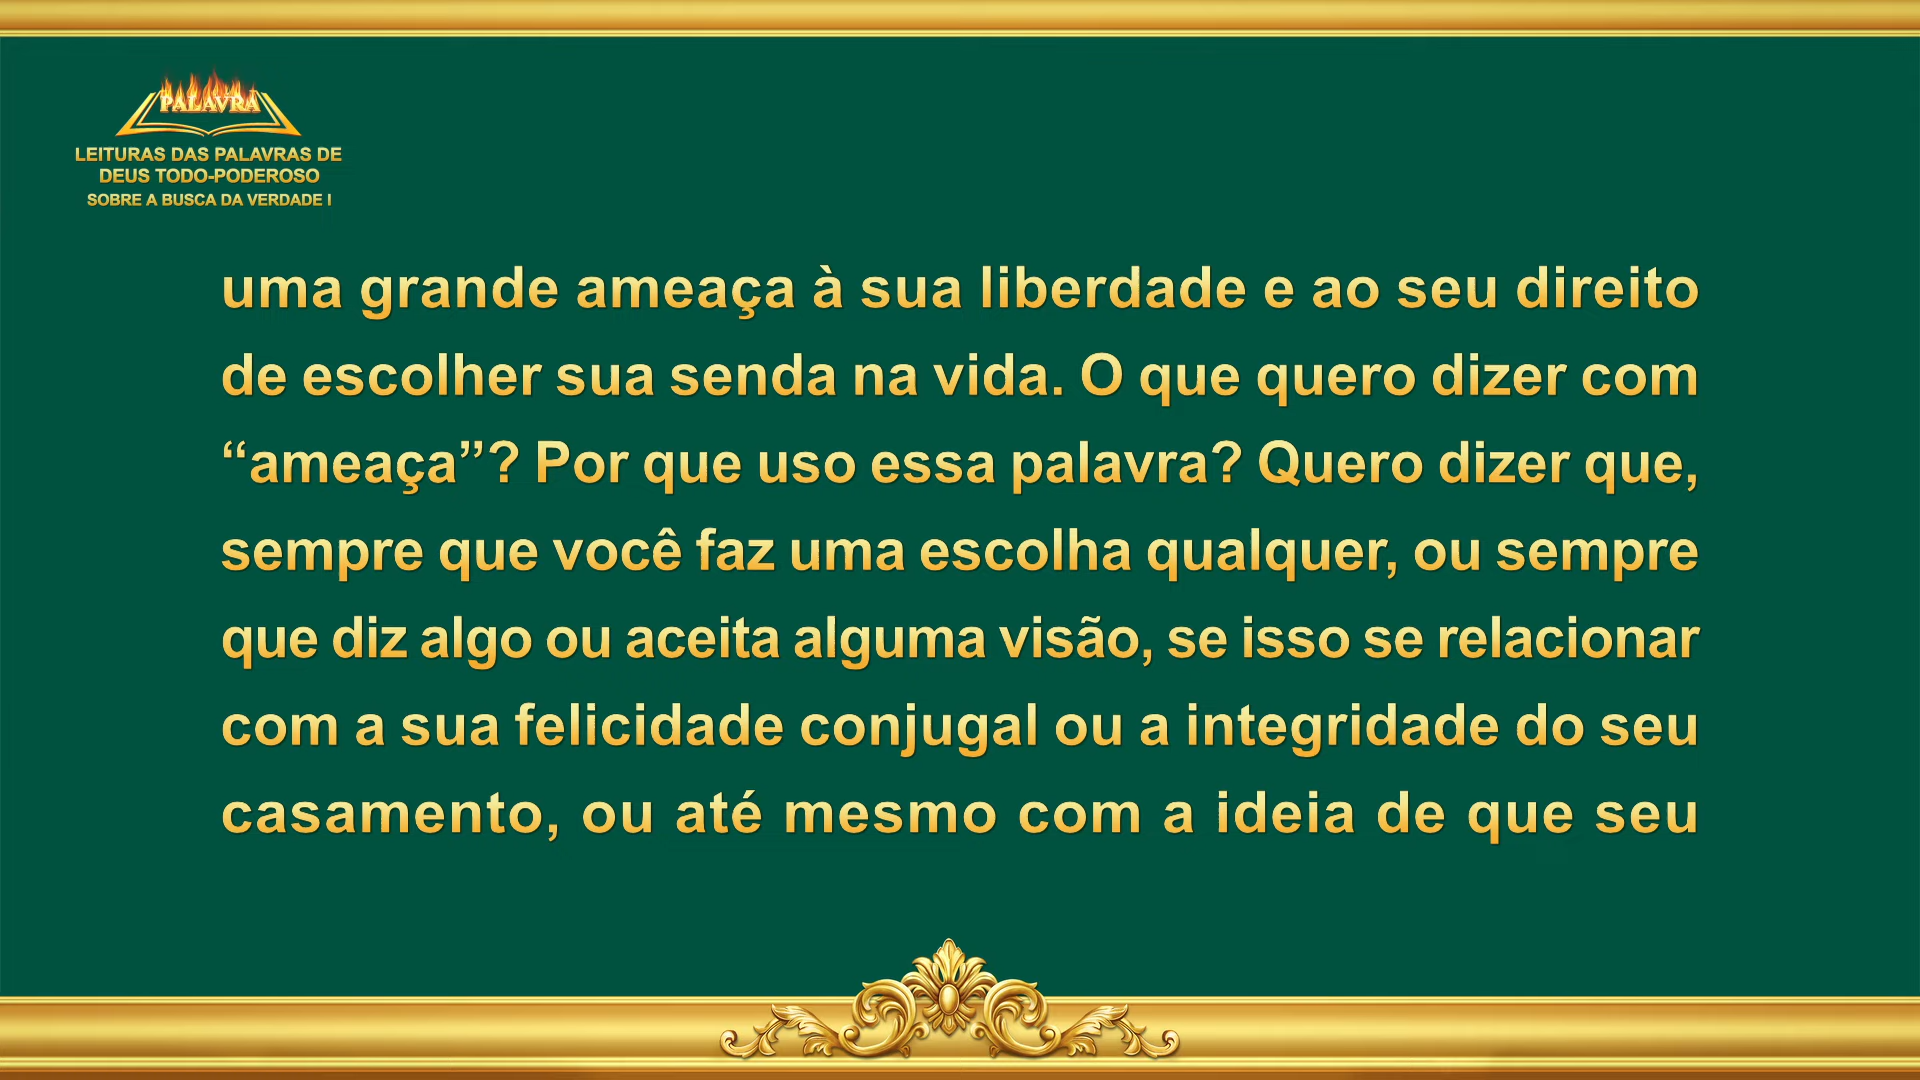 PALAVRA
LEITURAS DAS PALAVRAS DE
DEUS TODO-PODEROSO
SOBRE A BUSCA DA VERDADE I
uma grande ameaça à sua liberdade e ao seu direito
de escolher sua senda na vida. O que quero dizer com
“ameaça”? Por que uso essa palavra? Quero dizer que,
sempre que você faz uma escolha qualquer, ou sempre
que diz algo ou aceita alguma visão, se isso se relacionar
com a sua felicidade conjugal ou a integridade do seu
casamento, ou até mesmo com a ideia de que seu